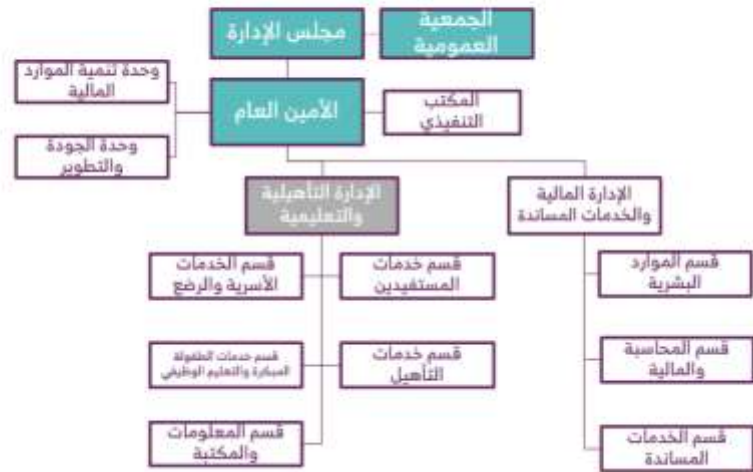 الجمعية
العمومية
مجلس الإدارة
الأمين العام
المكتب
التنفيذي
وحدة تنمية الموارد
المالية
وحدة الجودة
والتطوير
الإدارة المالية
والخدمات المساندة
الإدارة التأهيلية
والتعليمية
قسم الموارد
البشرية
قسم المحاسبة
والمالية
قسم الخدمات
المساندة
قسم خدمات
المستفيدين
قسم خدمات
التأهيل
قسم الخدمات
الأسرية والرضع
قسم خدمات الطفولة
المبكرة والتعليم الوظيفي
قسم المعلومات
والمكتبة